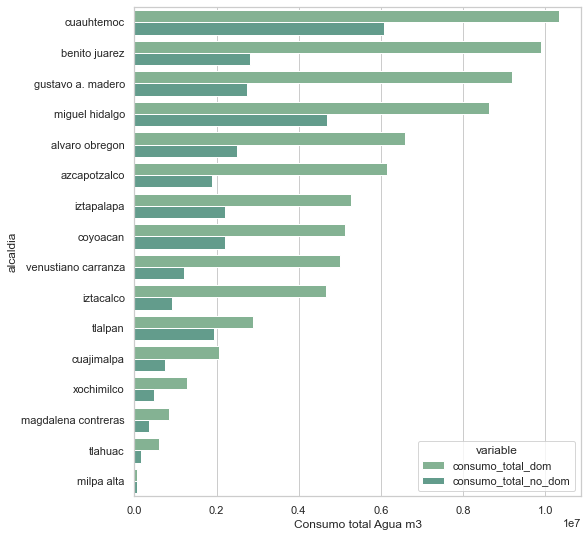 cuauhtemoc
benito juarez
gustavo a. madero
miguel hidalgo
alvaro obregon
azcapotzalco
iztapalapa
coyoacan
venustiano carranza
iztacalco
tlalpan
cuajimalpa
xochimilco
magdalena contreras
tlahuac
milpa alta
alcaldia
variable
consumo_total_dom
consumo_total_no_dom
0.0 0.2 0.4 0.6 0.8 1.0
1e7
Consumo total Agua m3